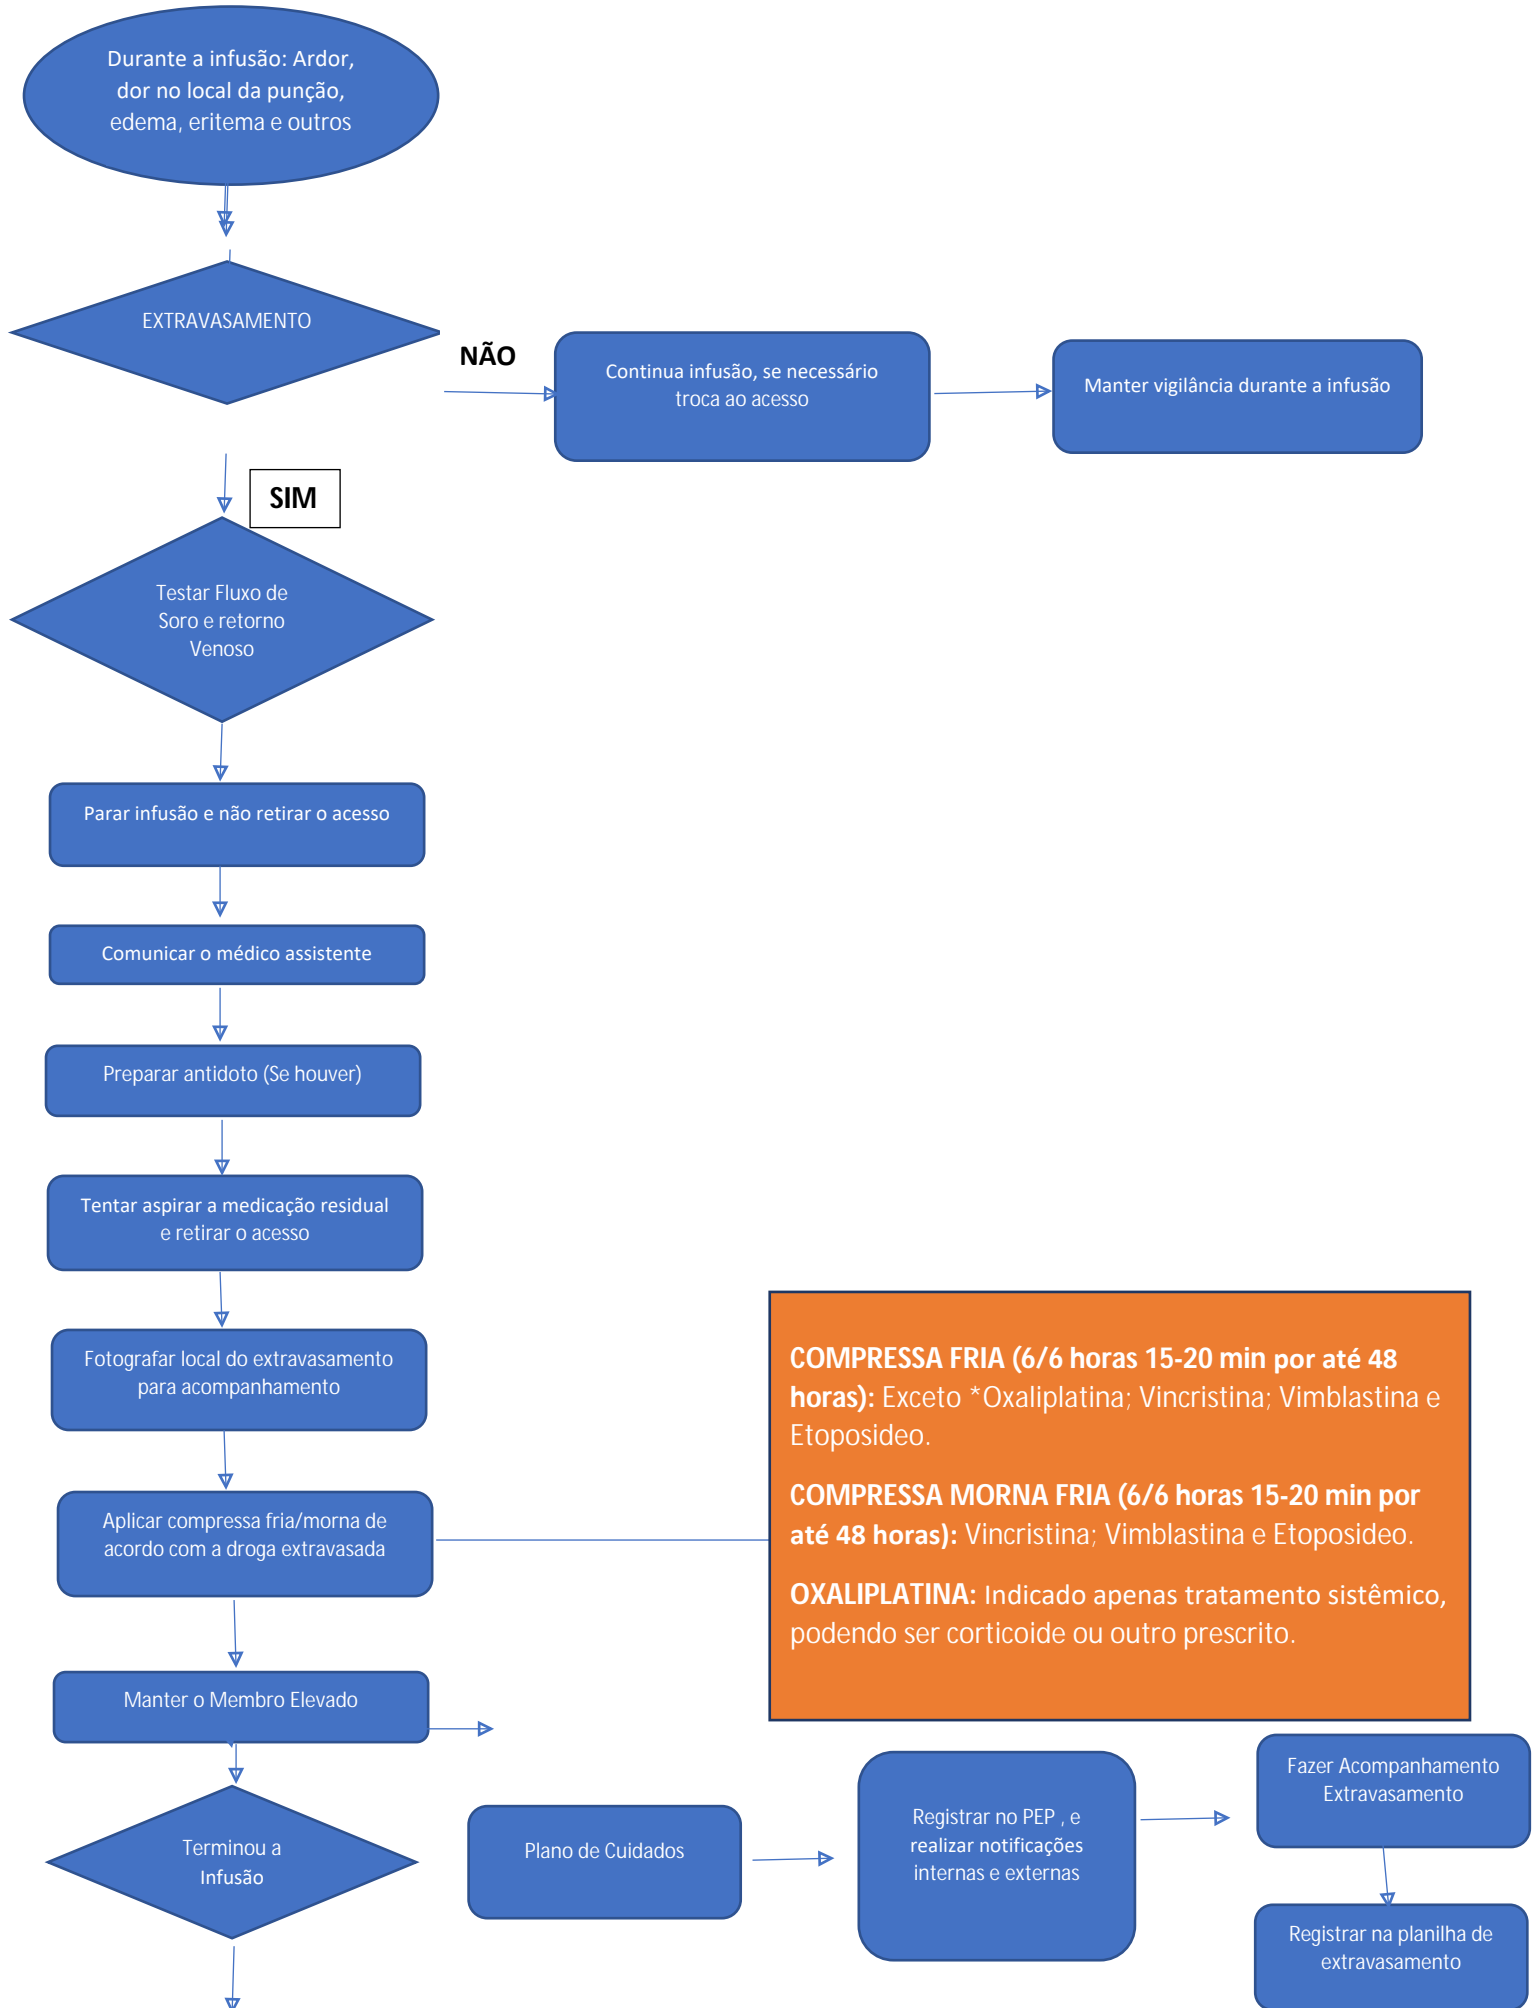 Durante a infusão: Ardor,
dor no local da punção,
edema, eritema e outros
EXTRAVASAMENTO
NÃO
Continua infusão, se necessário
troca ao acesso
Manter vigilância durante a infusão
SIM
Testar Fluxo de
Soro e retorno
Venoso
Parar infusão e não retirar o acesso
Comunicar o médico assistente
Preparar antidoto (Se houver)
Tentar aspirar a medicação residual
e retirar o acesso
Fotografar local do extravasamento
para acompanhamento
Aplicar compressa fria/morna de
acordo com a droga extravasada
COMPRESSA FRIA (6/6 horas 15-20 min por até 48
horas): Exceto *Oxaliplatina; Vincristina; Vimblastina e
Etoposideo.
COMPRESSA MORNA FRIA (6/6 horas 15-20 min por
até 48 horas): Vincristina; Vimblastina e Etoposideo.
OXALIPLATINA: Indicado apenas tratamento sistêmico,
podendo ser corticoide ou outro prescrito.
Manter o Membro Elevado
Terminou a
Infusão
Plano de Cuidados
Registrar no PEP , e
realizar notificações
internas e externas
Fazer Acompanhamento
Extravasamento
Registrar na planilha de
extravasamento